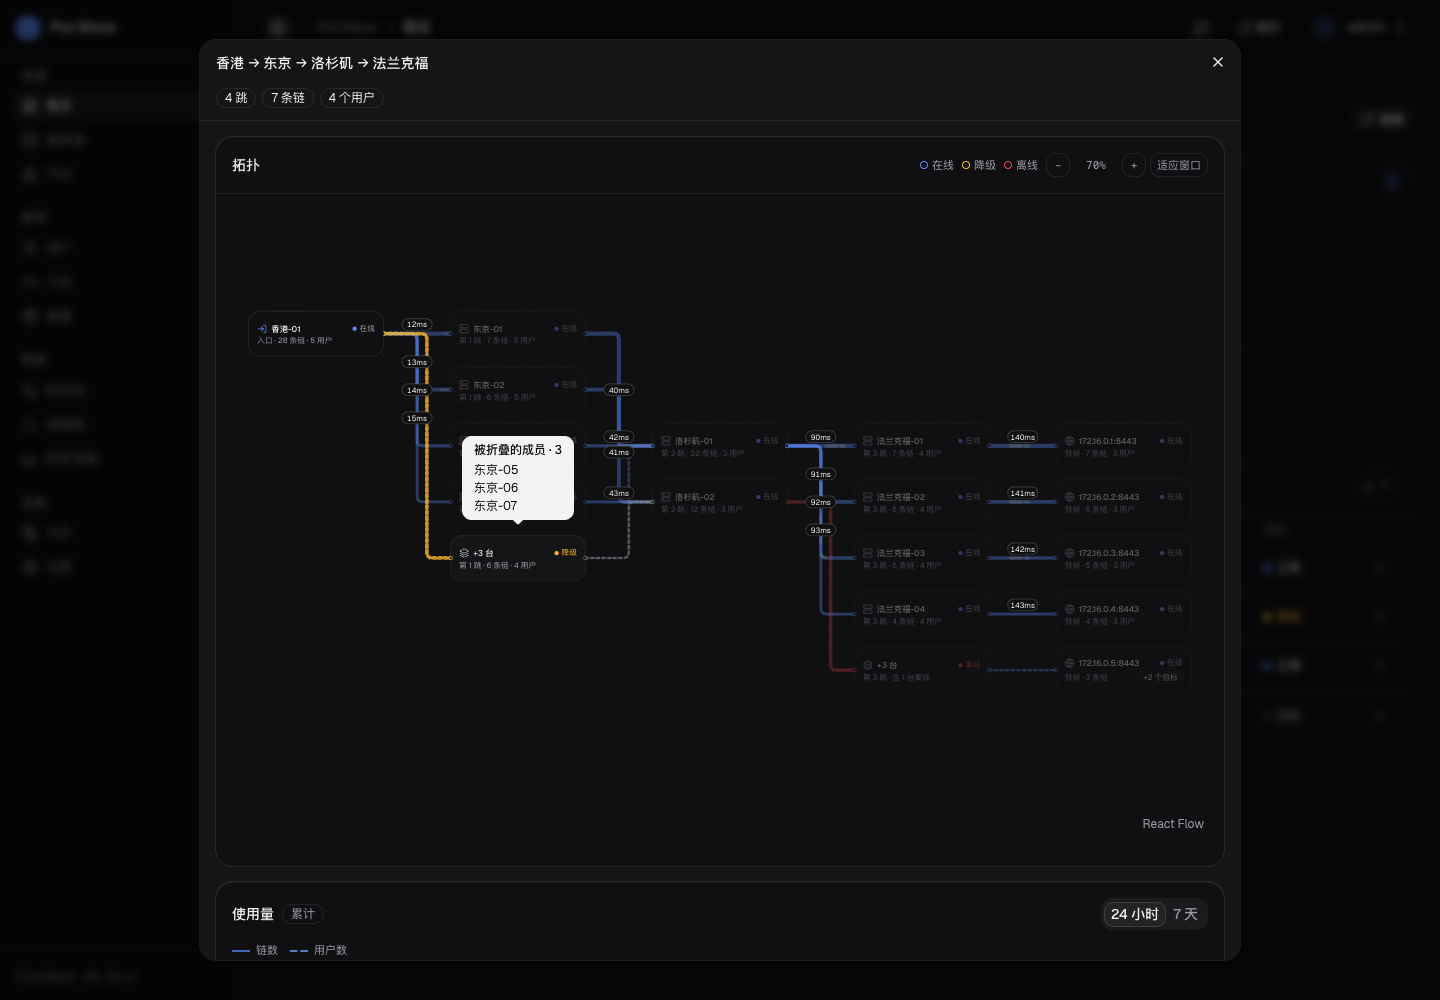 香港 → 东京 → 洛杉矶 → 法兰克福
4 跳
7 条链
4 个用户
拓扑
在线
降级
离线
−
70%
+
适应窗口
香港-01
在线
入口 · 28 条链 · 5 用户
12ms
13ms
14ms
15ms
东京-01
在线
第 1 跳 · 7 条链 · 5 用户
东京-02
在线
第 1 跳 · 6 条链 · 5 用户
被折叠的成员 · 3
东京-05
东京-06
东京-07
+3 台
降级
第 1 跳 · 6 条链 · 4 用户
40ms
42ms
41ms
43ms
洛杉矶-01
在线
第 2 跳 · 22 条链 · 3 用户
洛杉矶-02
在线
第 2 跳 · 12 条链 · 3 用户
90ms
91ms
92ms
93ms
法兰克福-01
在线
第 3 跳 · 7 条链 · 4 用户
法兰克福-02
在线
第 3 跳 · 6 条链 · 4 用户
法兰克福-03
在线
第 3 跳 · 5 条链 · 4 用户
法兰克福-04
在线
第 3 跳 · 4 条链 · 4 用户
+3 台
离线
第 3 跳 · 含 1 台离线
140ms
141ms
142ms
143ms
172.16.0.1:8443
在线
目标 · 7 条链 · 3 用户
172.16.0.2:8443
在线
目标 · 6 条链 · 3 用户
172.16.0.3:8443
在线
目标 · 5 条链 · 3 用户
172.16.0.4:8443
在线
目标 · 4 条链 · 3 用户
172.16.0.5:8443
在线
目标 · 3 条链
+2 个目标
React Flow
使用量
累计
24 小时
7 天
链数
用户数